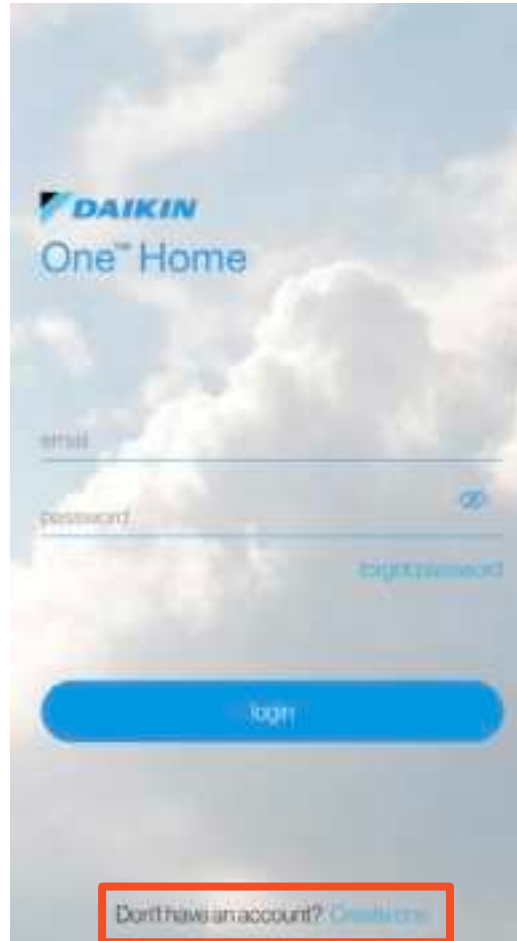 DAIKIN
One™ Home
email
password
forgot password
login
Don't have an account? Create one